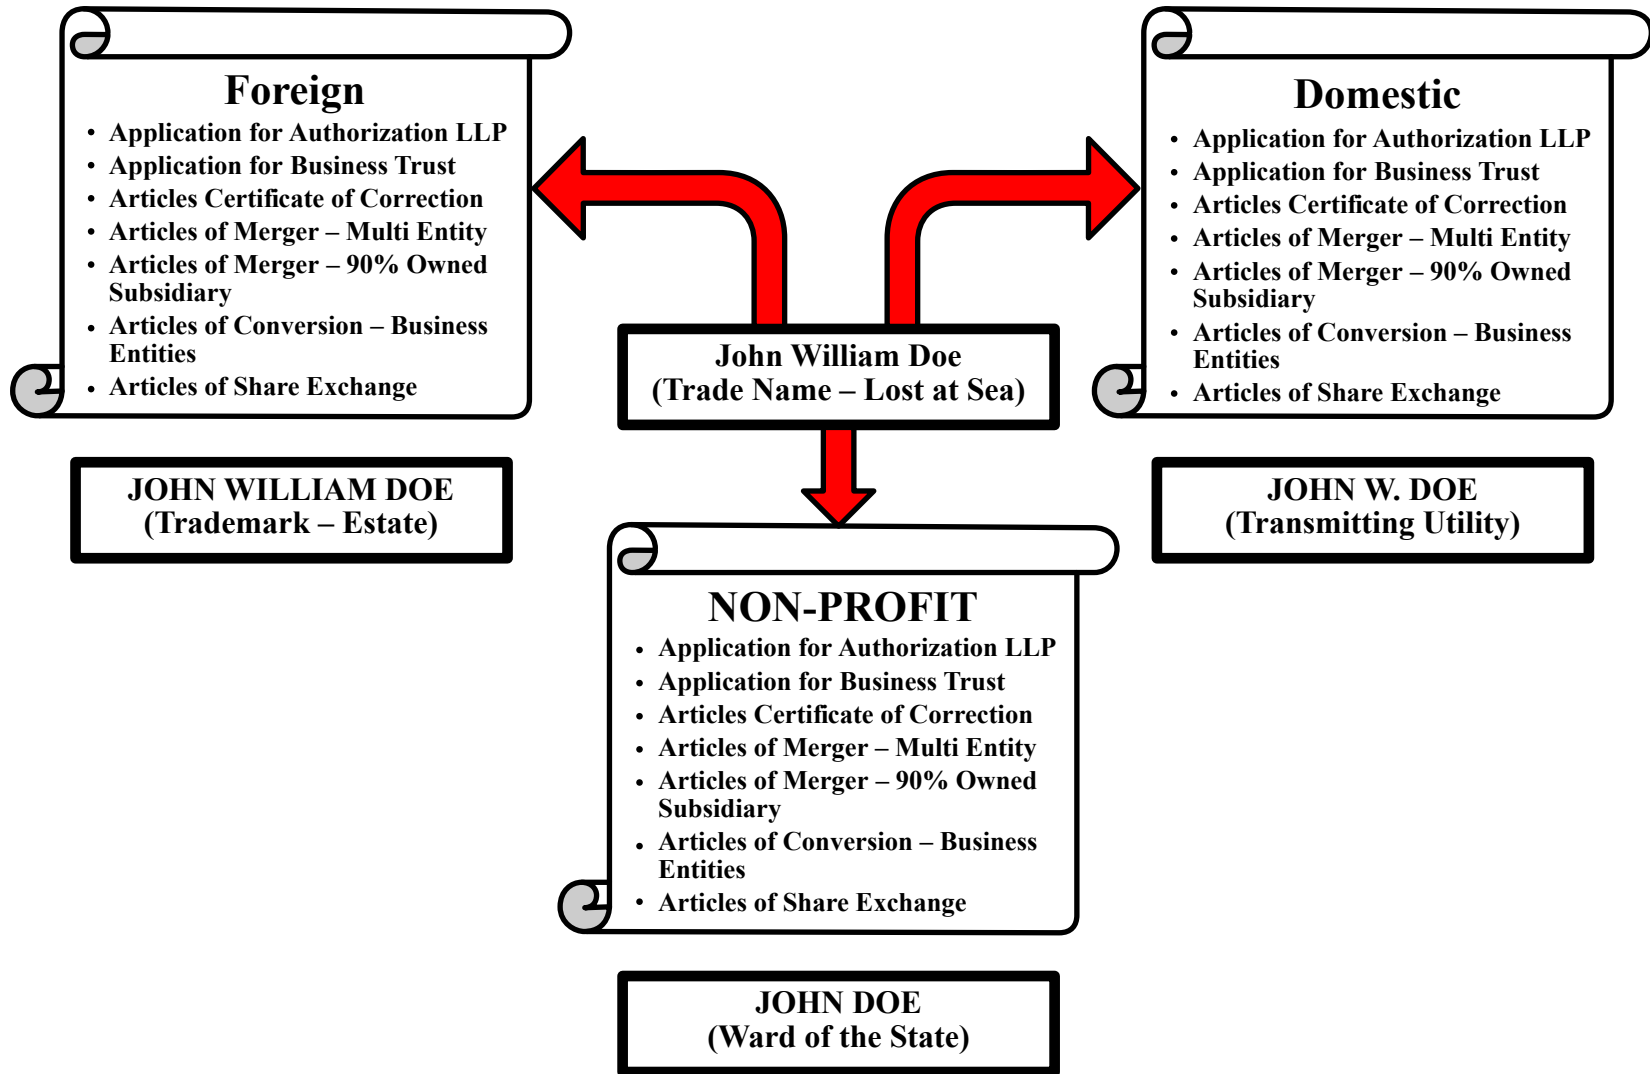 Foreign
• Application for Authorization LLP
• Application for Business Trust
• Articles Certificate of Correction
• Articles of Merger – Multi Entity
• Articles of Merger – 90% Owned
Subsidiary
• Articles of Conversion – Business
Entities
• Articles of Share Exchange
JOHN WILLIAM DOE
(Trademark – Estate)
John William Doe
(Trade Name – Lost at Sea)
Domestic
• Application for Authorization LLP
• Application for Business Trust
• Articles Certificate of Correction
• Articles of Merger – Multi Entity
• Articles of Merger – 90% Owned
Subsidiary
• Articles of Conversion – Business
Entities
• Articles of Share Exchange
JOHN W. DOE
(Transmitting Utility)
NON-PROFIT
• Application for Authorization LLP
• Application for Business Trust
• Articles Certificate of Correction
• Articles of Merger – Multi Entity
• Articles of Merger – 90% Owned
Subsidiary
• Articles of Conversion – Business
Entities
• Articles of Share Exchange
JOHN DOE
(Ward of the State)